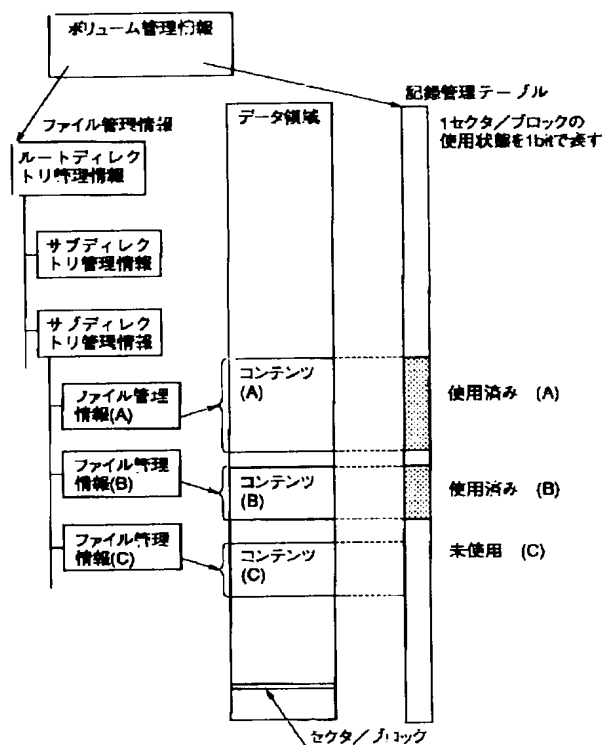 ボリューム管理情報
記録管理テーブル
1セクタ／ブロックの
使用状態を1bitで表す
ファイル管理情報
データ領域
ルートディレク
トリ管理情報
サブディレク
トリ管理情報
サブディレク
トリ管理情報
ファイル管理
情報(A)
コンテンツ
(A)
使用済み (A)
ファイル管理
情報(B)
コンテンツ
(B)
使用済み (B)
ファイル管理
情報(C)
コンテンツ
(C)
未使用 (C)
セクタ／ブロック